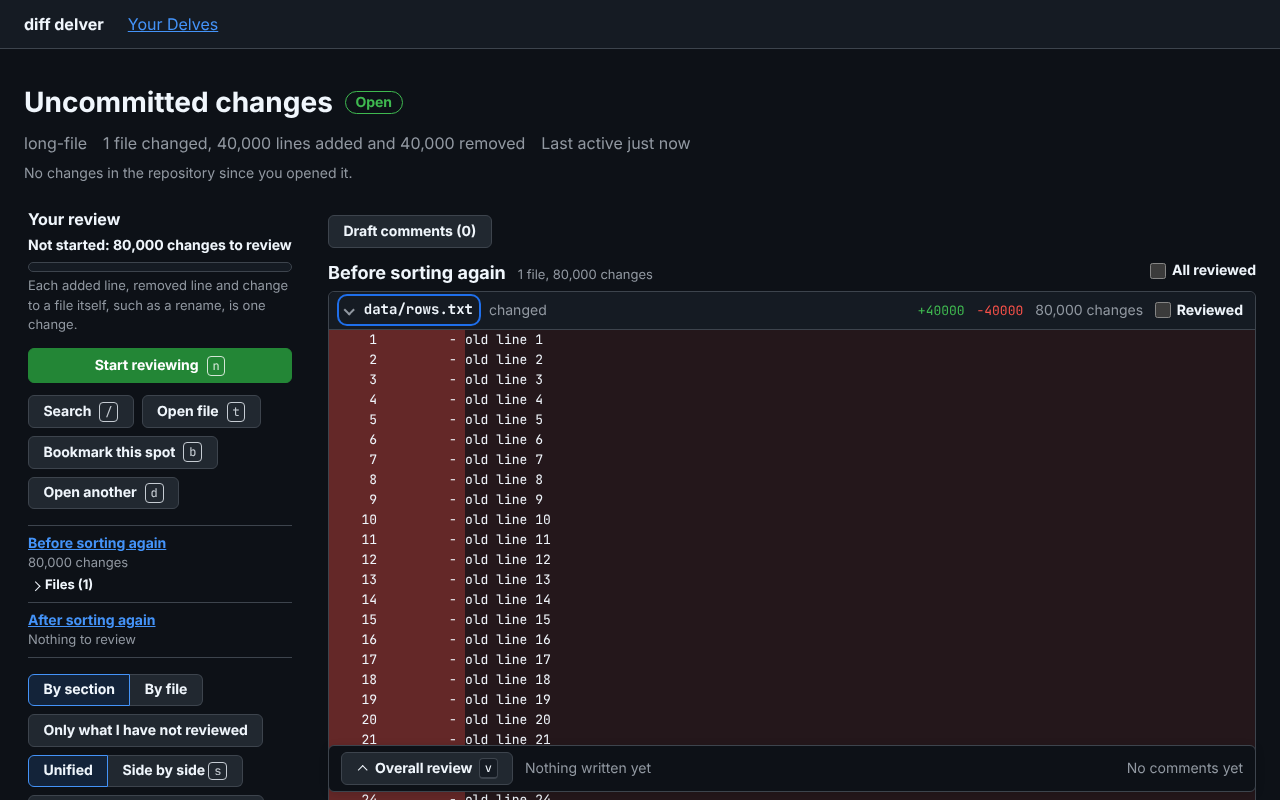 diff delver Your Delves
Uncommitted changes Open
long-file 1 file changed, 40,000 lines added and 40,000 removed Last active just now
No changes in the repository since you opened it.
Your review
Not started: 80,000 changes to review
Each added line, removed line and change
to a file itself, such as a rename, is one
change.
Start reviewing n
Search / Open file t
Bookmark this spot b
Open another d
Before sorting again
80,000 changes
Files (1)
After sorting again
Nothing to review
By section By file
Only what I have not reviewed
Unified Side by side s
Draft comments (0)
Before sorting again 1 file, 80,000 changes All reviewed
data/rows.txt changed +40000 -40000 80,000 changes Reviewed
1 - old line 1
2 - old line 2
3 - old line 3
4 - old line 4
5 - old line 5
6 - old line 6
7 - old line 7
8 - old line 8
9 - old line 9
10 - old line 10
11 - old line 11
12 - old line 12
13 - old line 13
14 - old line 14
15 - old line 15
16 - old line 16
17 - old line 17
18 - old line 18
19 - old line 19
20 - old line 20
21 - old line 21
Overall review v Nothing written yet No comments yet
24 - old line 24